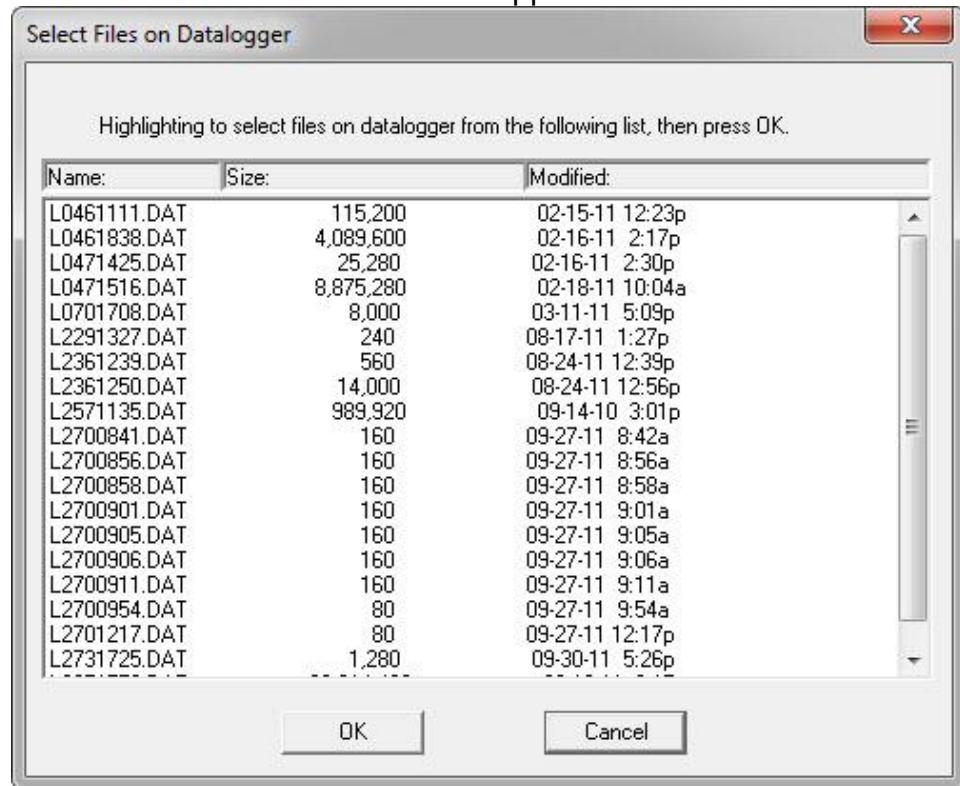 Select Files on Datalogger
Highlighting to select files on datalogger from the following list, then press OK.
Name: Size: Modified:
L0461111.DAT 115,200 02-15-11 12:23p
L0461838.DAT 4,089,600 02-16-11 2:17p
L0471425.DAT 25,280 02-16-11 2:30p
L0471516.DAT 8,875,280 02-18-11 10:04a
L0701708.DAT 8,000 03-11-11 5:09p
L2291327.DAT 240 08-17-11 1:27p
L2361239.DAT 560 08-24-11 12:39p
L2361250.DAT 14,000 08-24-11 12:56p
L2571135.DAT 989,920 09-14-10 3:01p
L2700841.DAT 160 09-27-11 8:42a
L2700856.DAT 160 09-27-11 8:56a
L2700858.DAT 160 09-27-11 8:58a
L2700901.DAT 160 09-27-11 9:01a
L2700905.DAT 160 09-27-11 9:05a
L2700906.DAT 160 09-27-11 9:06a
L2700911.DAT 160 09-27-11 9:11a
L2700954.DAT 80 09-27-11 9:54a
L2701217.DAT 80 09-27-11 12:17p
L2731725.DAT 1,280 09-30-11 5:26p
OK Cancel